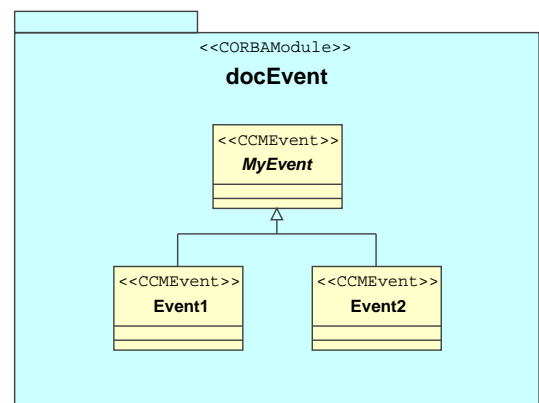 <<CORBAModule>>
docEvent
<<CCMEvent>>
MyEvent
<<CCMEvent>> <<CCMEvent>>
Event1 Event2